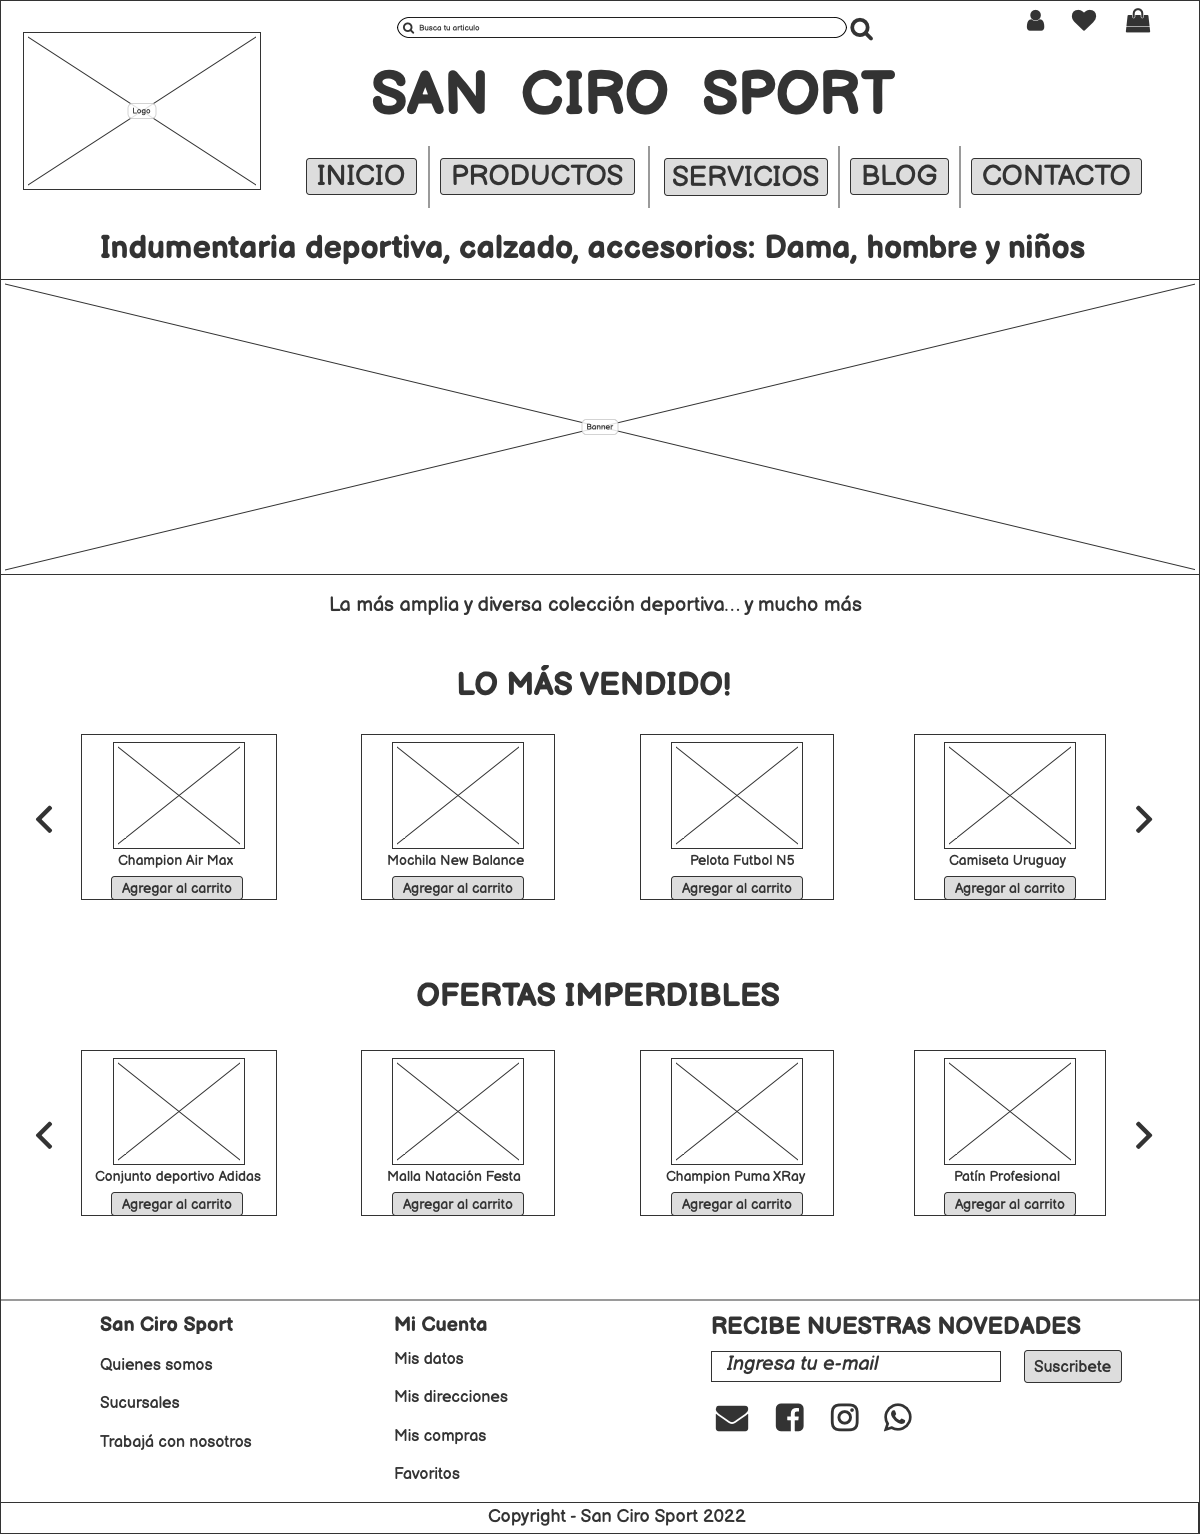 Busca tu articulo
Logo
SAN CIRO SPORT
INICIO PRODUCTOS SERVICIOS BLOG CONTACTO
Indumentaria deportiva, calzado, accesorios: Dama, hombre y niños
Banner
La más amplia y diversa colección deportiva... y mucho más
LO MÁS VENDIDO!
Champion Air Max Mochila New Balance Pelota Futbol N5 Camiseta Uruguay
Agregar al carrito Agregar al carrito Agregar al carrito Agregar al carrito
OFERTAS IMPERDIBLES
Conjunto deportivo Adidas Malla Natación Festa Champion Puma XRay Patín Profesional
Agregar al carrito Agregar al carrito Agregar al carrito Agregar al carrito
San Ciro Sport
Quienes somos
Sucursales
Trabajá con nosotros
Mi Cuenta
Mis datos
Mis direcciones
Mis compras
Favoritos
RECIBE NUESTRAS NOVEDADES
Ingresa tu e-mail Suscribete
Copyright - San Ciro Sport 2022